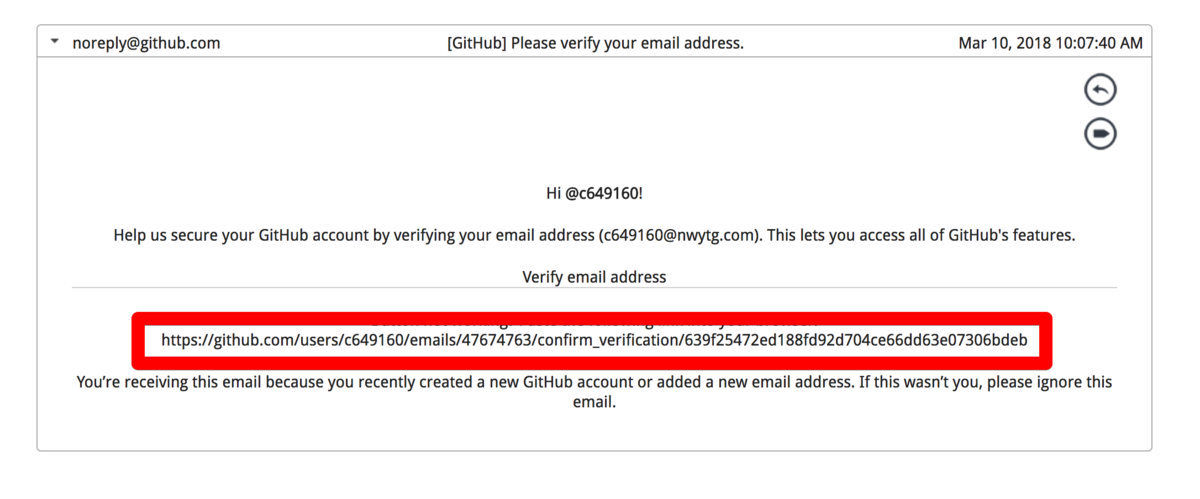 noreply@github.com [GitHub] Please verify your email address. Mar 10, 2018 10:07:40 AM
Hi @c649160!
Help us secure your GitHub account by verifying your email address (c649160@nwytg.com). This lets you access all of GitHub's features.
Verify email address
https://github.com/users/c649160/emails/47674763/confirm_verification/639f25472ed188fd92d704ce66dd63e07306bdeb
You’re receiving this email because you recently created a new GitHub account or added a new email address. If this wasn’t you, please ignore this
email.